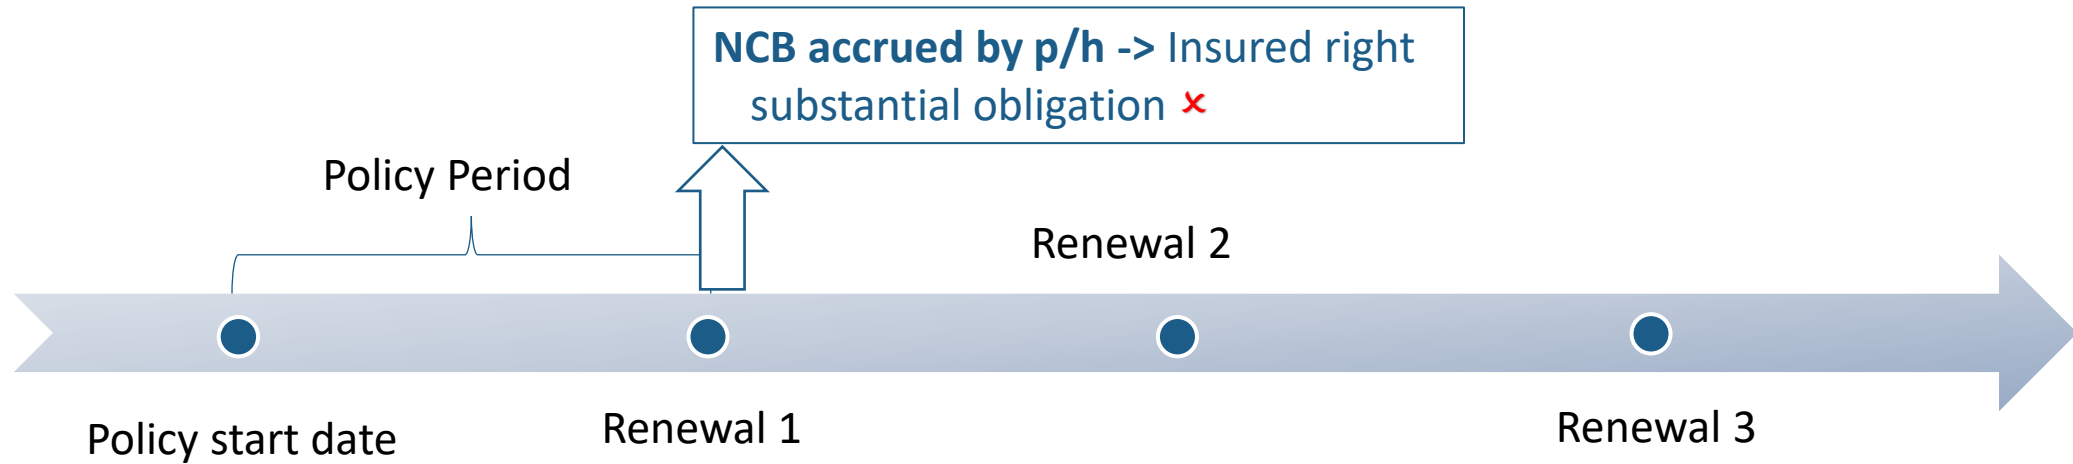 NCB accrued by p/h -> Insured right
substantial obligation ×
Policy Period
Renewal 2
Policy start date
Renewal 1
Renewal 3